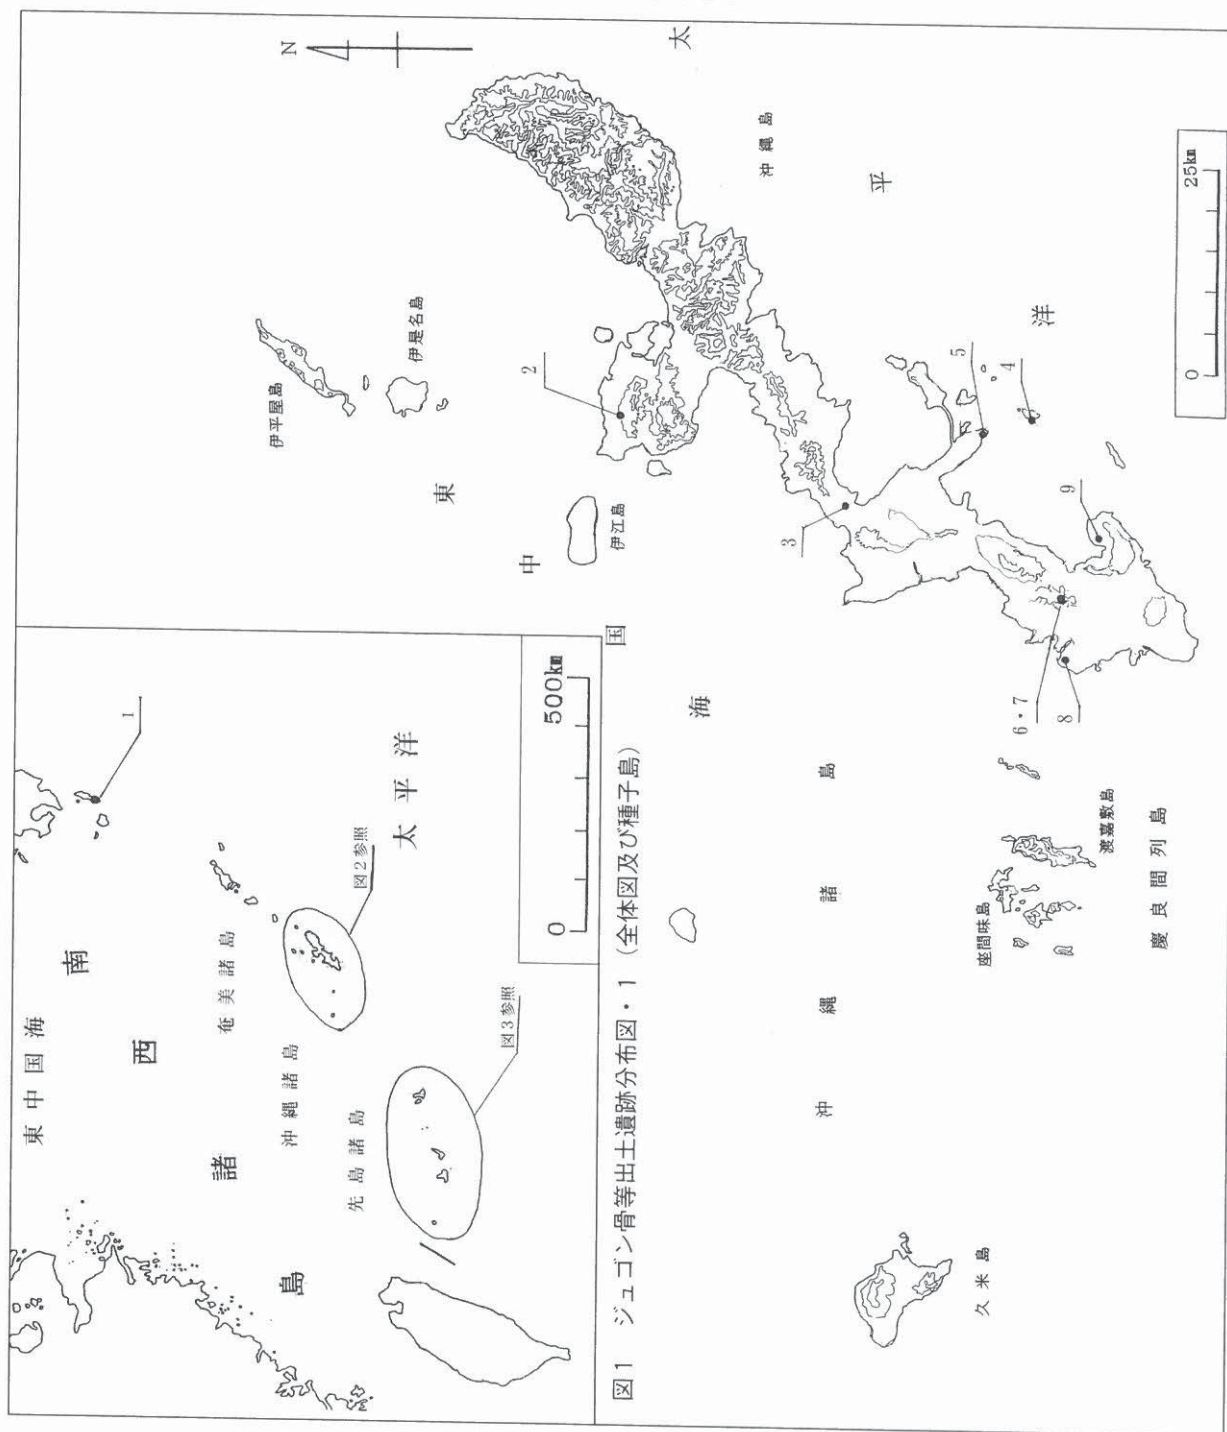 図1 ジュゴン骨等出土遺跡分布図・1 (全体図及び種子島)
東中国海
南西諸島
奄美諸島
沖縄諸島
先島諸島
太平洋
図2参照
図3参照
1
0
500km
N
東中国海
太平洋
沖縄諸島
伊平屋島
伊是名島
伊江島
沖縄島
久米島
座間味島
渡嘉敷島
慶良間列島
2
3
4
5
6・7
8
9
0
25km